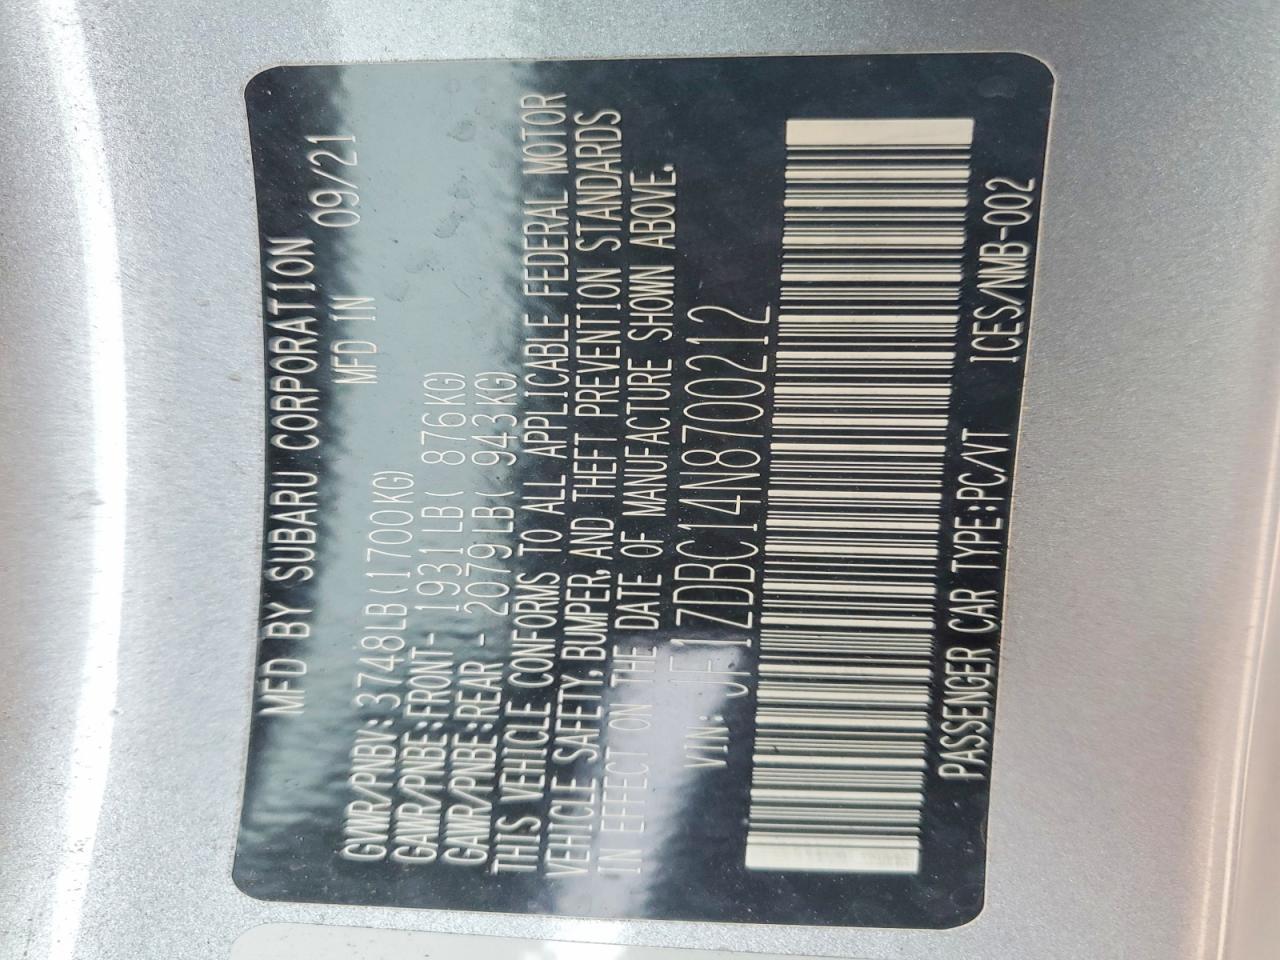 MFD BY SUBARU CORPORATION 09/21
MFD IN
GVWR/PNBV:3748LB(1700KG)
GAWR/PNBE:FRONT- 1931LB( 876KG)
GAWR/PNBE:REAR - 2079LB( 943KG)
THIS VEHICLE CONFORMS TO ALL APPLICABLE FEDERAL MOTOR
VEHICLE SAFETY, BUMPER, AND THEFT PREVENTION STANDARDS
IN EFFECT ON THE DATE OF MANUFACTURE SHOWN ABOVE.
VIN: JF1ZDBC14N8700212
PASSENGER CAR TYPE:PC/VT ICES/NMB-002